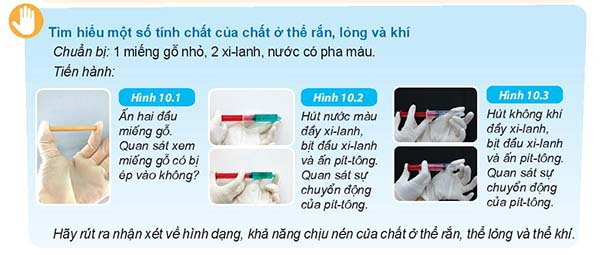 Tìm hiểu một số tính chất của chất ở thể rắn, lỏng và khí
Chuẩn bị: 1 miếng gỗ nhỏ, 2 xi-lanh, nước có pha màu.
Tiến hành:
Hình 10.1
Ấn hai đầu
miếng gỗ.
Quan sát xem
miếng gỗ có bị
ép vào không?
Hình 10.2
Hút nước màu
đầy xi-lanh,
bịt đầu xi-lanh
và ấn pít-tông.
Quan sát sự
chuyển động
của pít-tông.
Hình 10.3
Hút không khí
đầy xi-lanh,
bịt đầu xi-lanh
và ấn pít-tông.
Quan sát sự
chuyển động
của pít-tông.
Hãy rút ra nhận xét về hình dạng, khả năng chịu nén của chất ở thể rắn, thể lỏng và thể khí.